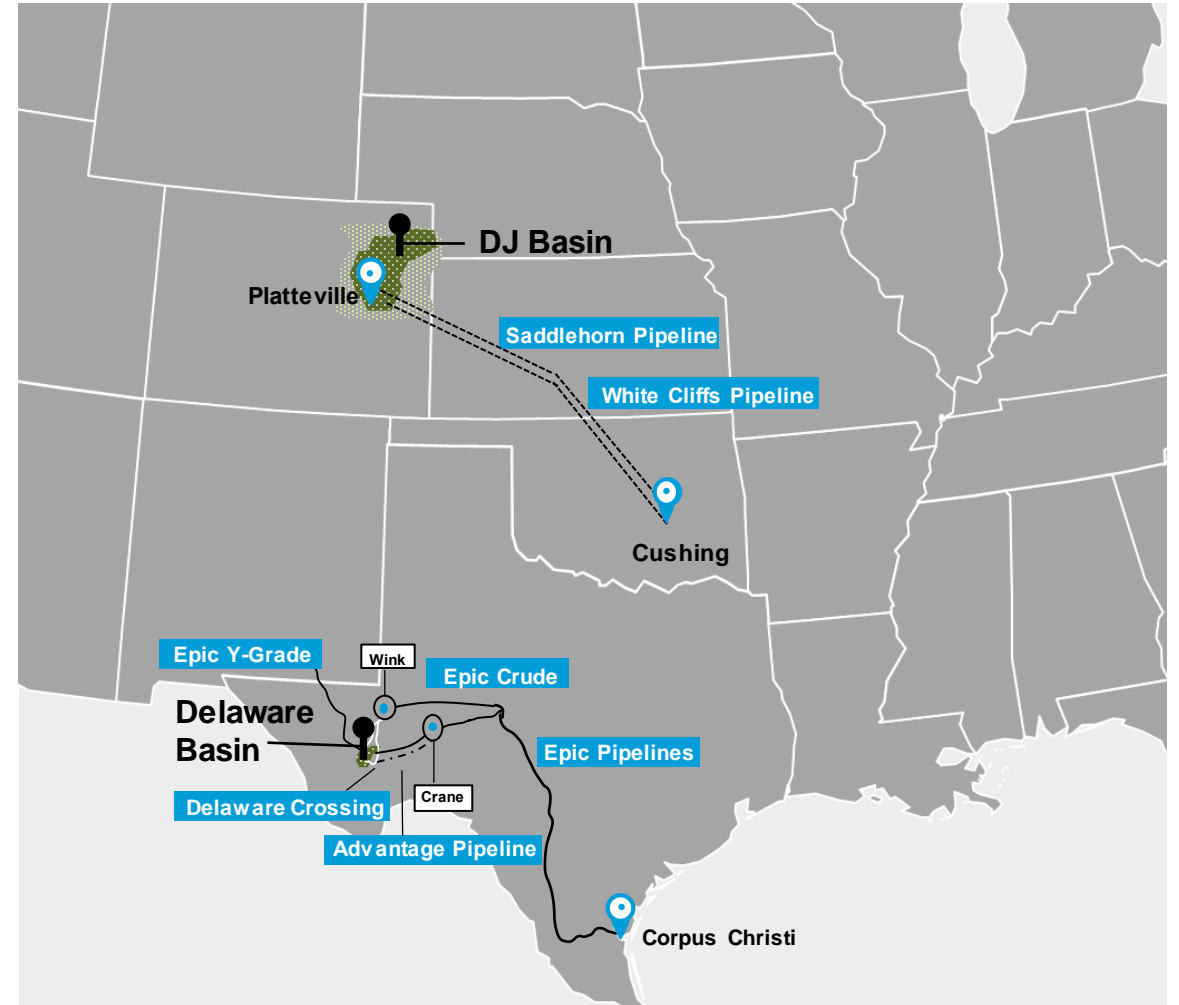 DJ Basin
Platteville
Saddlehorn Pipeline
White Cliffs Pipeline
Cushing
Epic Y-Grade
Wink
Epic Crude
Delaware
Basin
Epic Pipelines
Delaware Crossing
Crane
Advantage Pipeline
Corpus Christi